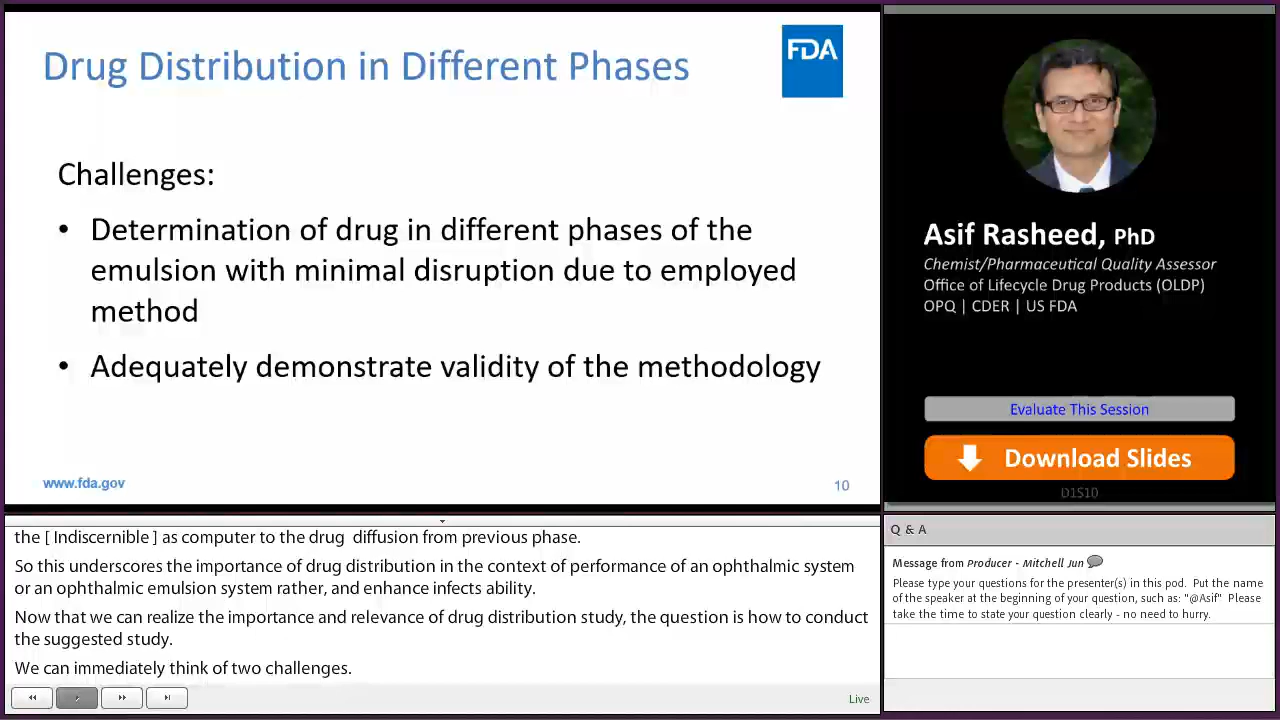 Drug Distribution in Different Phases
FDA
Challenges:
• Determination of drug in different phases of the
emulsion with minimal disruption due to employed
method
• Adequately demonstrate validity of the methodology
www.fda.gov
10
Asif Rasheed, PhD
Chemist/Pharmaceutical Quality Assessor
Office of Lifecycle Drug Products (OLDP)
OPQ | CDER | US FDA
Evaluate This Session
Download Slides
D1S10
the [ Indiscernible ] as computer to the drug diffusion from previous phase.
So this underscores the importance of drug distribution in the context of performance of an ophthalmic system
or an ophthalmic emulsion system rather, and enhance infects ability.
Now that we can realize the importance and relevance of drug distribution study, the question is how to conduct
the suggested study.
We can immediately think of two challenges.
Live
Q & A
Message from Producer - Mitchell Jun
Please type your questions for the presenter(s) in this pod. Put the name
of the speaker at the beginning of your question, such as: "@Asif" Please
take the time to state your question clearly - no need to hurry.